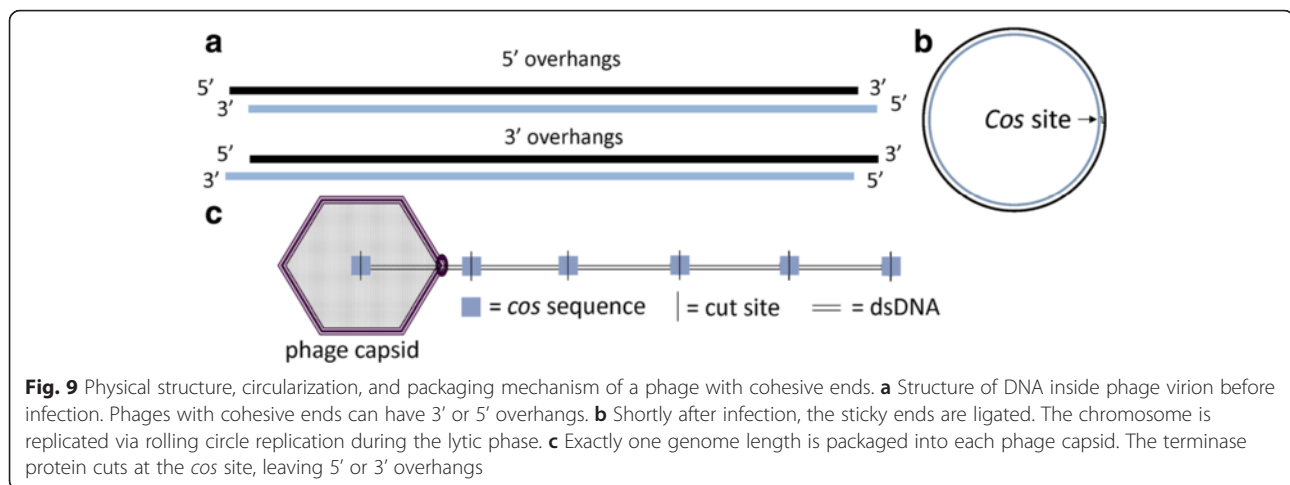 a
b
5′ overhangs
5′ 3′
3′ 5′
3′ overhangs
5′ 3′
3′ 5′
Cos site
c
= cos sequence = cut site = dsDNA
phage capsid
Fig. 9 Physical structure, circularization, and packaging mechanism of a phage with cohesive ends. a Structure of DNA inside phage virion before
infection. Phages with cohesive ends can have 3’ or 5’ overhangs. b Shortly after infection, the sticky ends are ligated. The chromosome is
replicated via rolling circle replication during the lytic phase. c Exactly one genome length is packaged into each phage capsid. The terminase
protein cuts at the cos site, leaving 5’ or 3’ overhangs